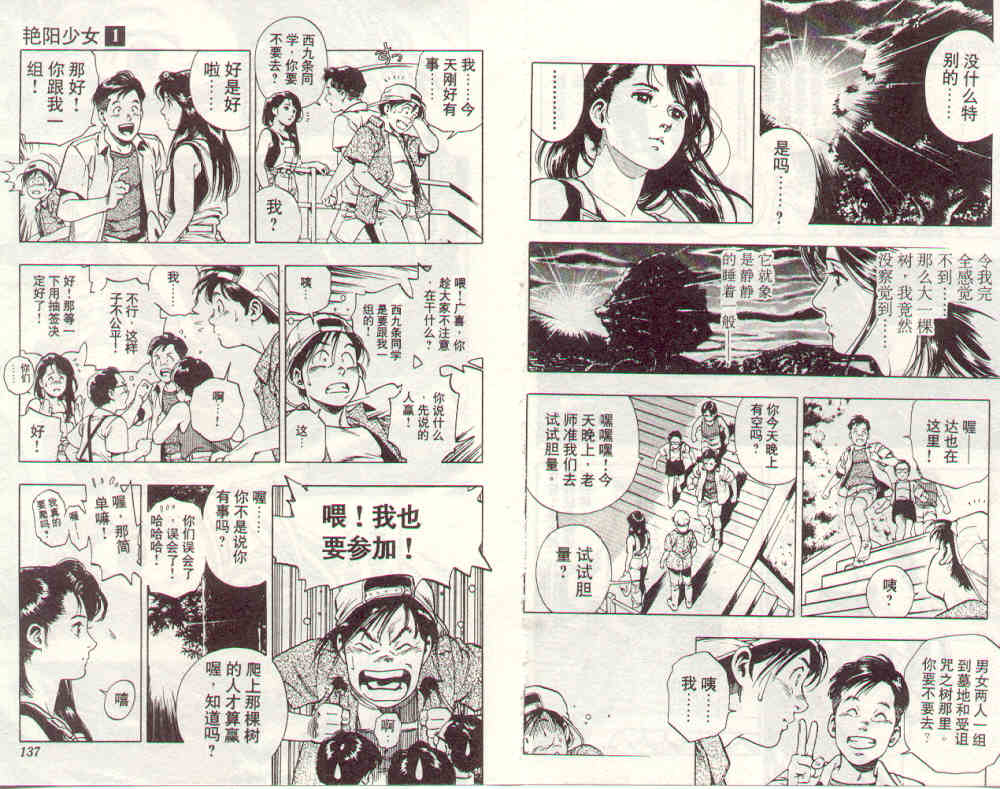 没什么特
别的……
是吗……？
………
今我完
全感觉
不到……
那么大一棵
树，我竟然
没察觉到……
它就象
是静静
的睡着一般
喔——
达也在
这里！
咦？
你今天晚上
有空吗？
嘿嘿嘿！今
天晚上，老
师准我们去
试试胆量。
试试胆
量？
男女两人一组
到墓地和受诅
咒之树那里。
你要不要去？
咦……
我……
艳阳少女 1
我……今
天刚好有
事……
西九条同
学，你要
不要去？
我？
好是好
啦……
那好！
你跟我一
组！
喂！广喜，你
趁大家不注意
，在干什么？
西九条同学
是要跟我一
组的！
咦…
你说什么
，先说的
人赢！
这…
我…
不行，这样
子不公平！
好！那等一
下用抽签决
定好了！
啊…！
你们
……
好！
喂！我也
要参加！
啊…
喔……
你不是说你
有事吗？
你们误会了
，误会了！
哈哈哈！
爬上那棵树
的人才算赢
喔，知道吗？
喔，那简
单嘛！
喔…
我真的
要爬吗？
嘻
137